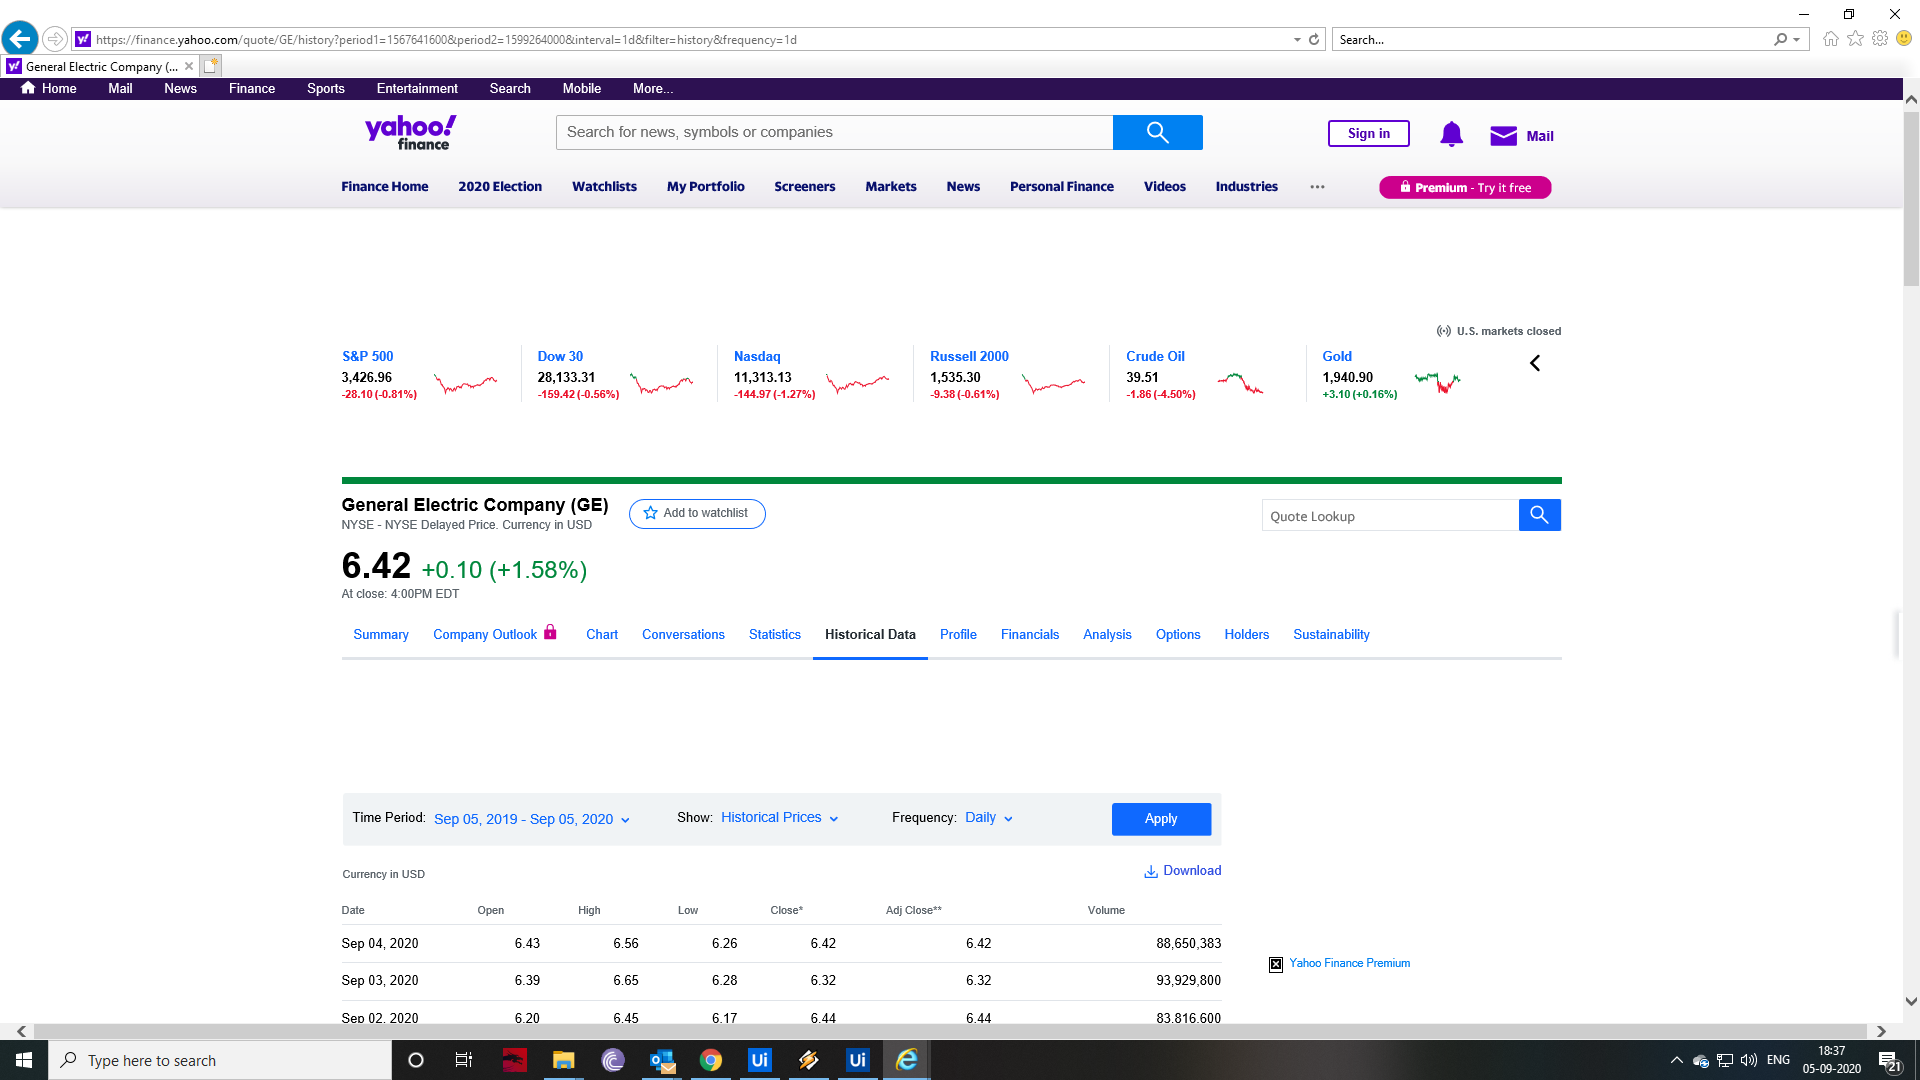 https://finance.yahoo.com/quote/GE/history?period1=1567641600&period2=1599264000&interval=1d&filter=history&frequency=1d
Search...
General Electric Company (...
Home Mail News Finance Sports Entertainment Search Mobile More...
yahoo! finance
Search for news, symbols or companies
Sign in
Mail
Finance Home 2020 Election Watchlists My Portfolio Screeners Markets News Personal Finance Videos Industries ... Premium - Try it free
U.S. markets closed
S&P 500 Dow 30 Nasdaq Russell 2000 Crude Oil Gold
3,426.96 28,133.31 11,313.13 1,535.30 39.51 1,940.90
-28.10 (-0.81%) -159.42 (-0.56%) -144.97 (-1.27%) -9.38 (-0.61%) -1.86 (-4.50%) +3.10 (+0.16%)
General Electric Company (GE)
NYSE - NYSE Delayed Price. Currency in USD
Add to watchlist
Quote Lookup
6.42 +0.10 (+1.58%)
At close: 4:00PM EDT
Summary Company Outlook Chart Conversations Statistics Historical Data Profile Financials Analysis Options Holders Sustainability
Time Period: Sep 05, 2019 - Sep 05, 2020 Show: Historical Prices Frequency: Daily Apply
Currency in USD Download
Date Open High Low Close* Adj Close** Volume
Sep 04, 2020 6.43 6.56 6.26 6.42 6.42 88,650,383
Sep 03, 2020 6.39 6.65 6.28 6.32 6.32 93,929,800
Sep 02, 2020 6.20 6.45 6.17 6.44 6.44 83,816,600
Yahoo Finance Premium
Type here to search
Ui
Ui
ENG
18:37
05-09-2020
21